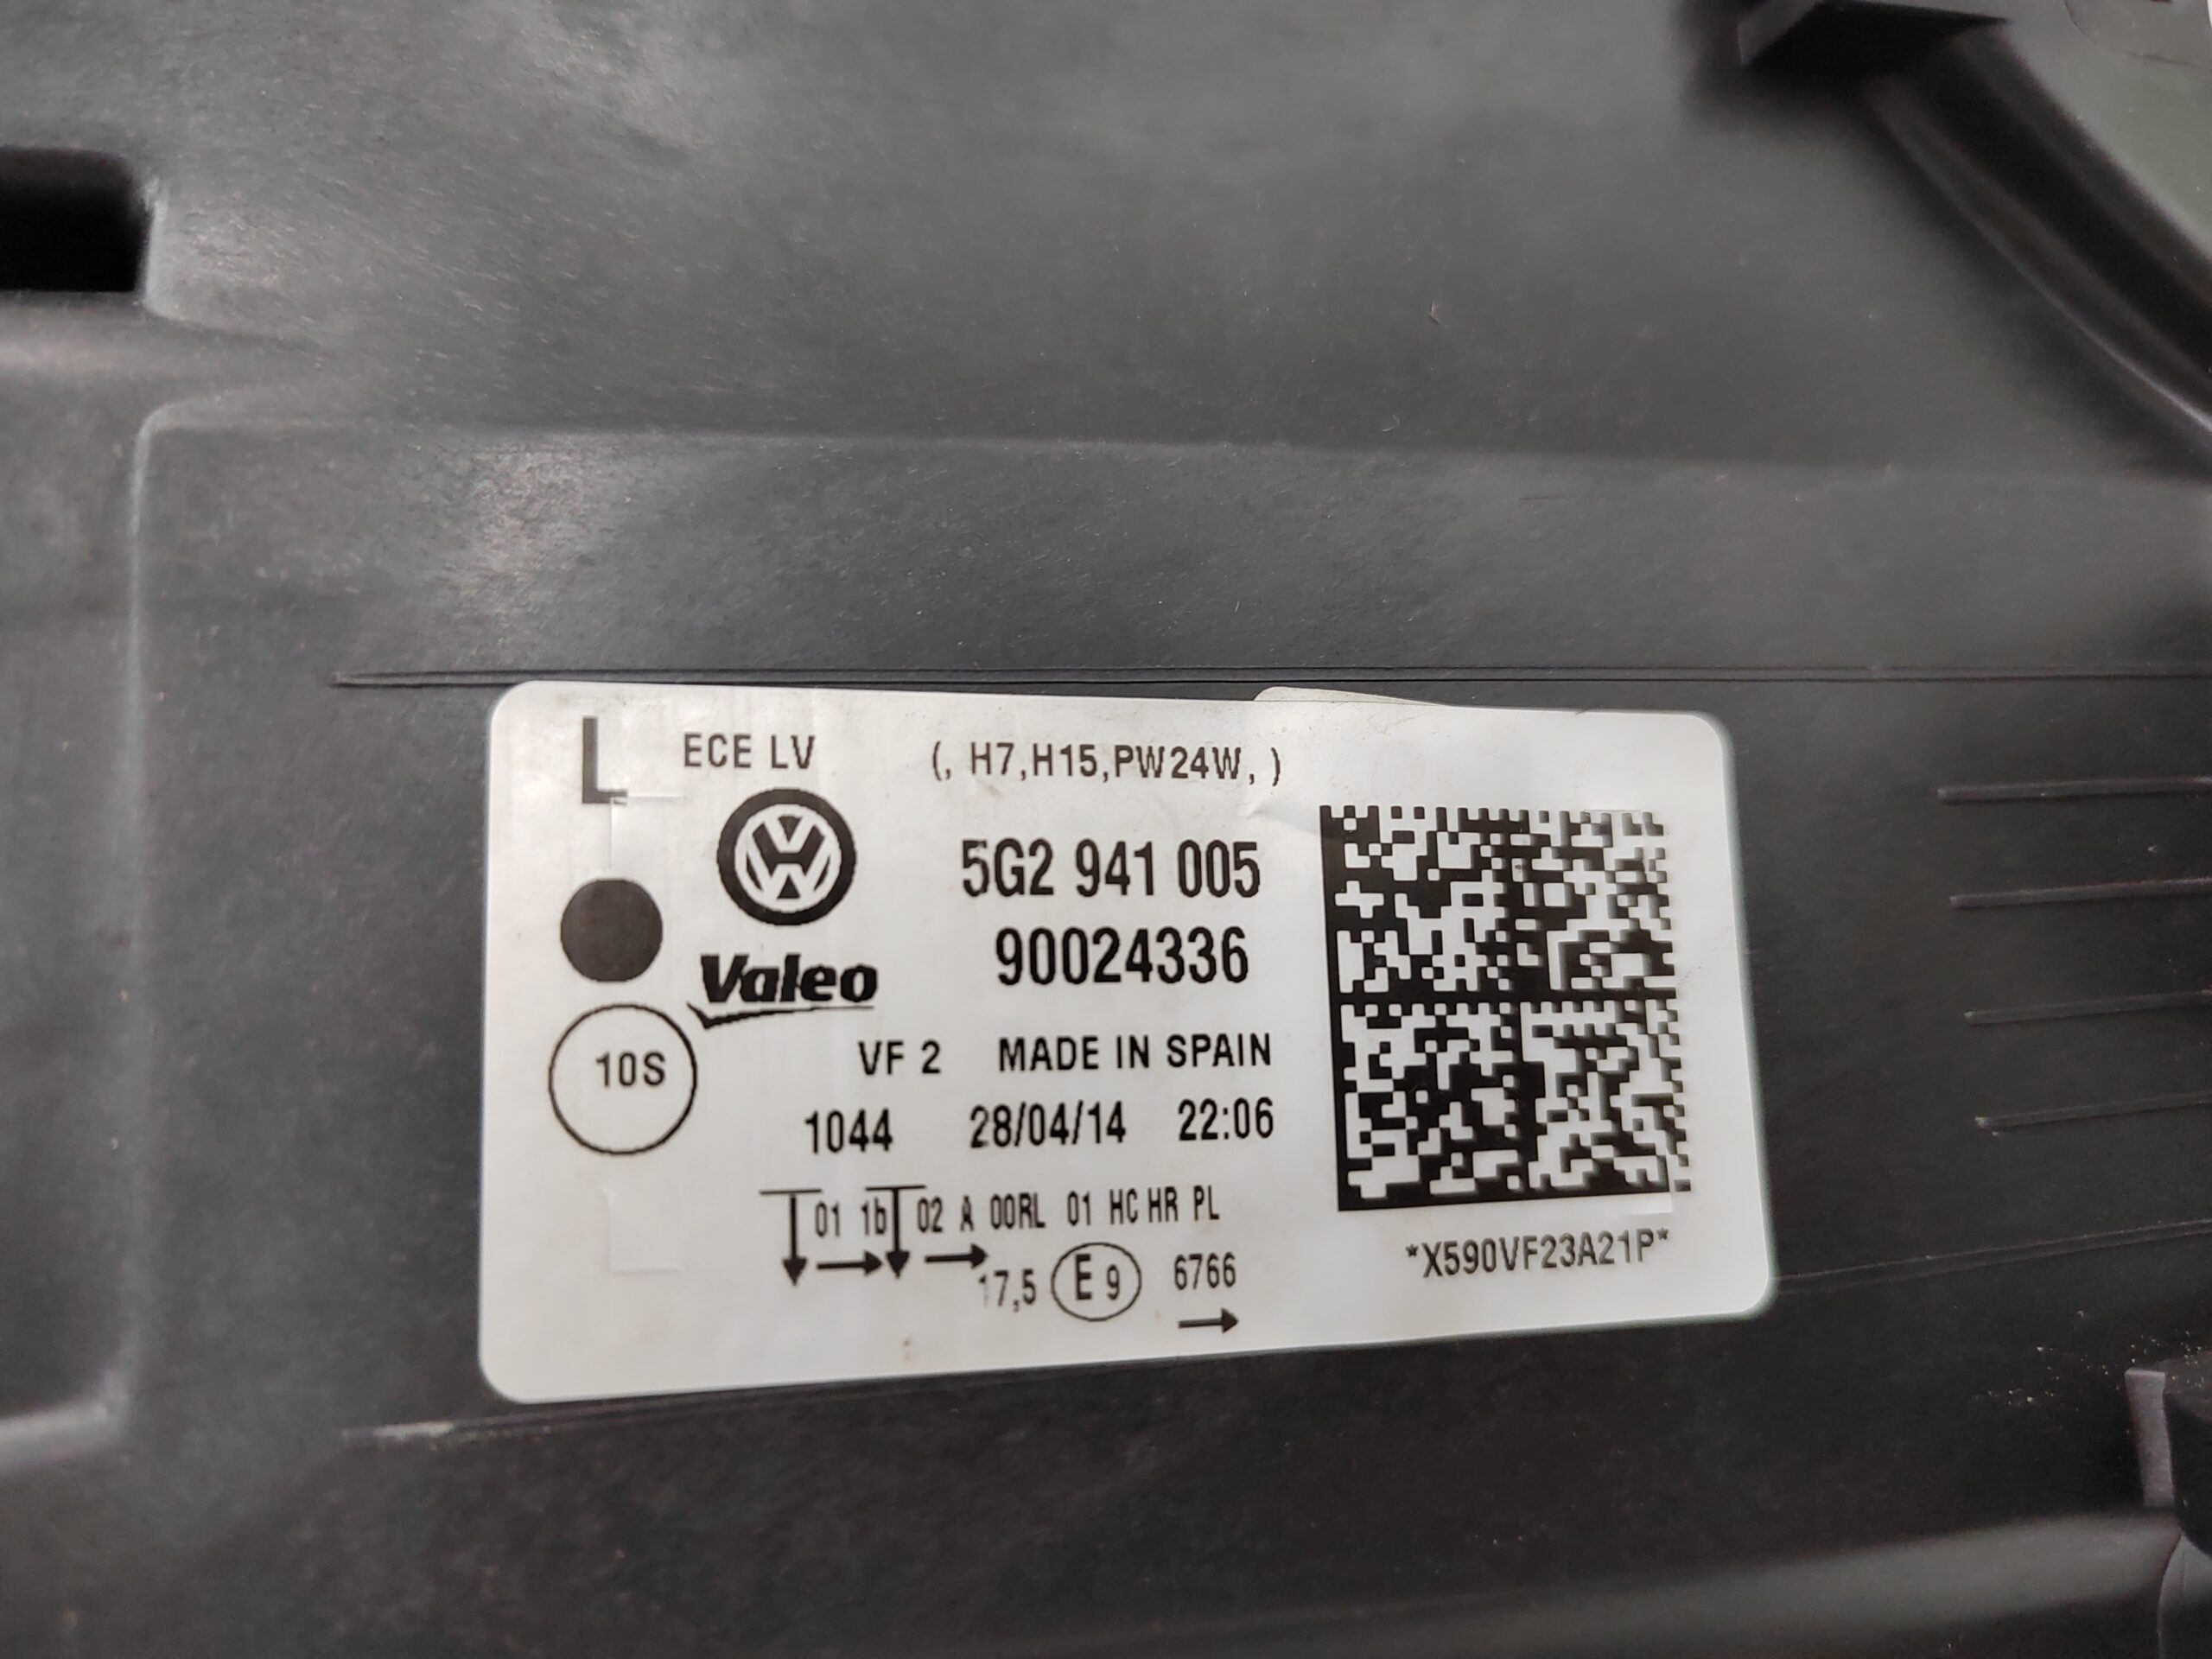 L ECE LV (, H7,H15,PW24W, )
5G2 941 005
Valeo 90024336
10S VF 2 MADE IN SPAIN
1044 28/04/14 22:06
01 1b 02 A 00RL 01 HC HR PL
17,5 E 9 6766
*X590VF23A21P*